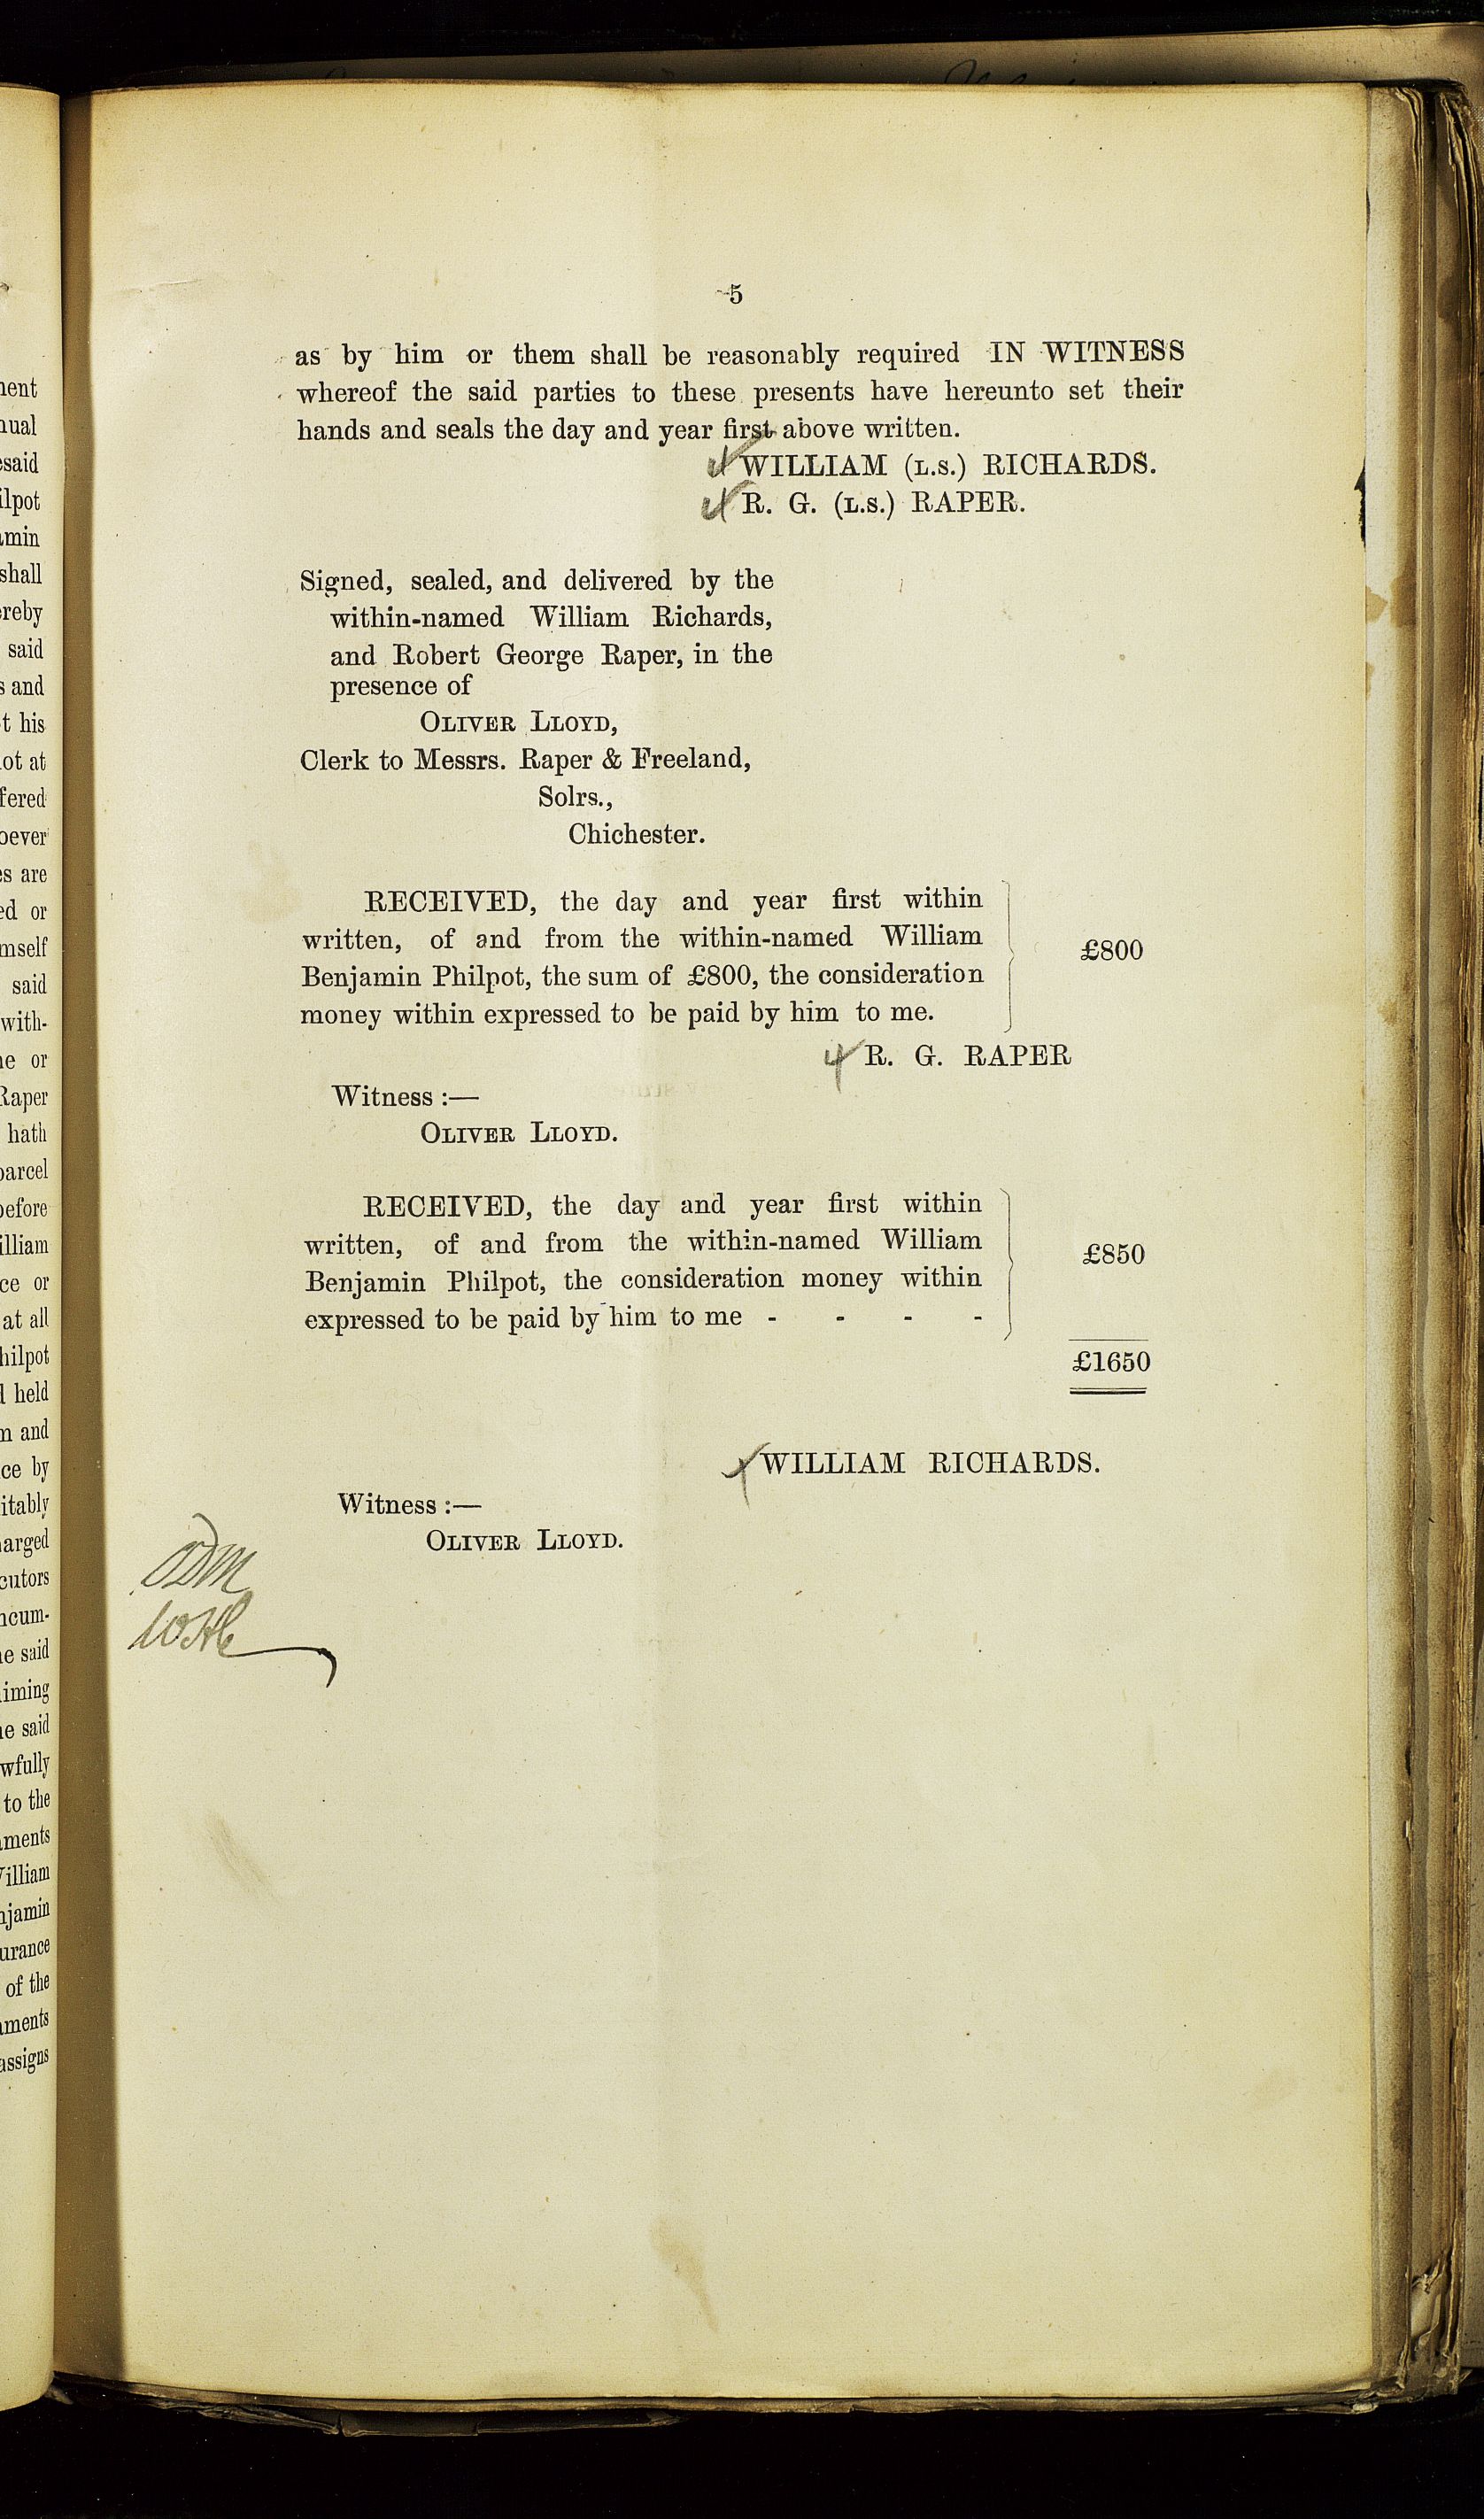 5
as by him or them shall be reasonably required IN WITNESS
whereof the said parties to these presents have hereunto set their
hands and seals the day and year first above written.
WILLIAM (L.S.) RICHARDS.
R. G. (L.S.) RAPER.
Signed, sealed, and delivered by the
within-named William Richards,
and Robert George Raper, in the
presence of
OLIVER LLOYD,
Clerk to Messrs. Raper & Freeland,
Solrs.,
Chichester.
RECEIVED, the day and year first within
written, of and from the within-named William
Benjamin Philpot, the sum of £800, the consideration
money within expressed to be paid by him to me.
£800
R. G. RAPER
Witness :—
OLIVER LLOYD.
RECEIVED, the day and year first within
written, of and from the within-named William
Benjamin Philpot, the consideration money within
expressed to be paid by him to me - - - -
£850
£1650
WILLIAM RICHARDS.
Witness :—
OLIVER LLOYD.